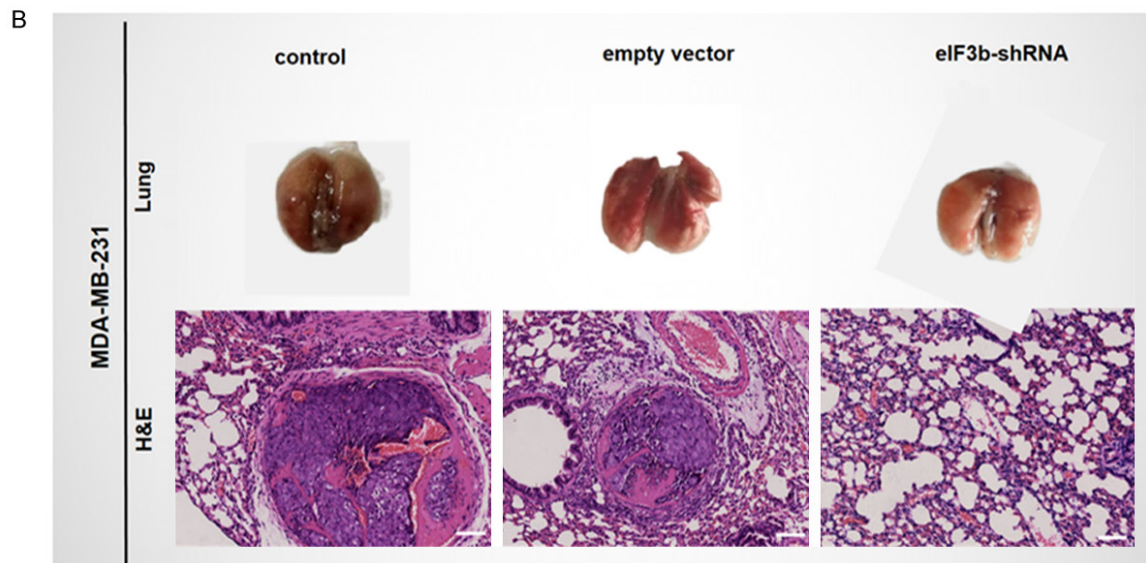 B
control
empty vector
eIF3b-shRNA
MDA-MB-231
Lung
H&E